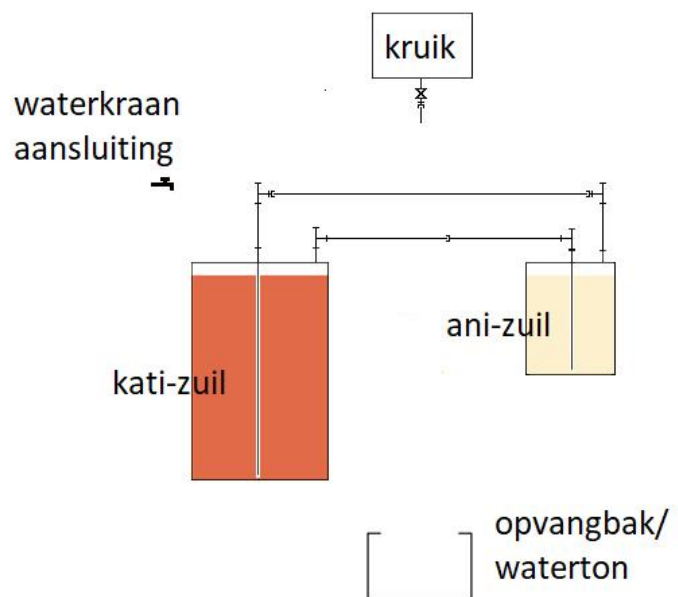 kruik
waterkraan
aansluiting
ani-zuil
kati-zuil
opvangbak/
waterton